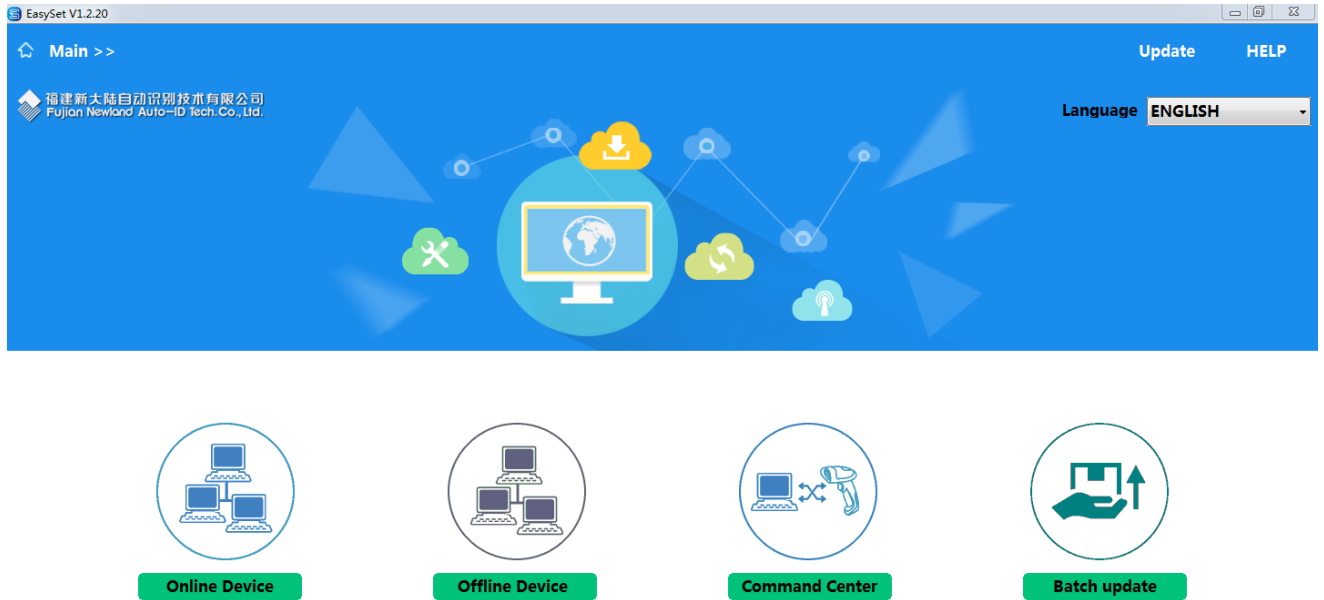 EasySet V1.2.20
Main >>
Update
HELP
福建新大陆自动识别技术有限公司
Fujian Newland Auto-ID Tech.Co.,Ltd.
Language
ENGLISH
Online Device
Offline Device
Command Center
Batch update